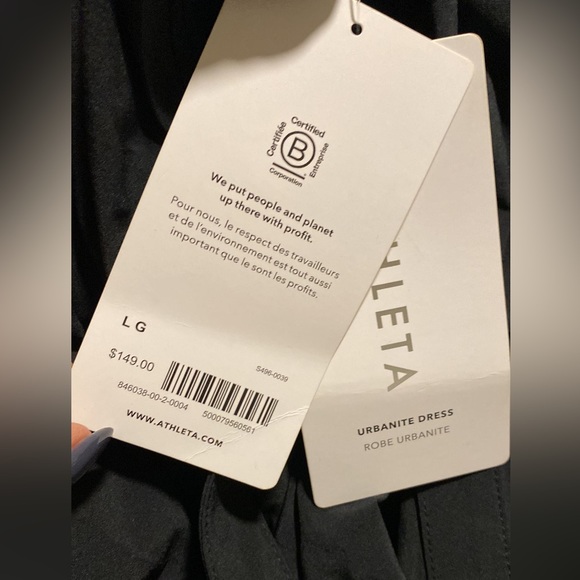 Certifiée
Certified
B
Entreprise
Corporation
We put people and planet
up there with profit.
Pour nous, le respect des travailleurs
et de l'environnement est tout aussi
important que le sont les profits.
LG
$149.00
S496-0039
846038-00-2-0004
500079560561
WWW.ATHLETA.COM
HLETA
URBANITE DRESS
ROBE URBANITE